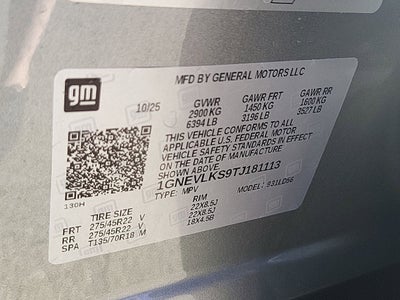 gm
MFD BY GENERAL MOTORS LLC
10/25 GVWR GAWR FRT GAWR RR
2900 KG 1450 KG 1600 KG
6394 LB 3196 LB 3527 LB
THIS VEHICLE CONFORMS TO ALL
APPLICABLE U.S. FEDERAL MOTOR
VEHICLE SAFETY STANDARDS IN EFFECT
ON THE DATE OF MANUFACTURE
SHOWN ABOVE.
1GNEVLKS9TJ181113
TYPE: MPV MODEL: 931LD56
130H
TIRE SIZE RIM
FRT 275/45R22 V 22X8.5J
RR 275/45R22 V 22X8.5J
SPA T135/70R18 M 18X4.5B